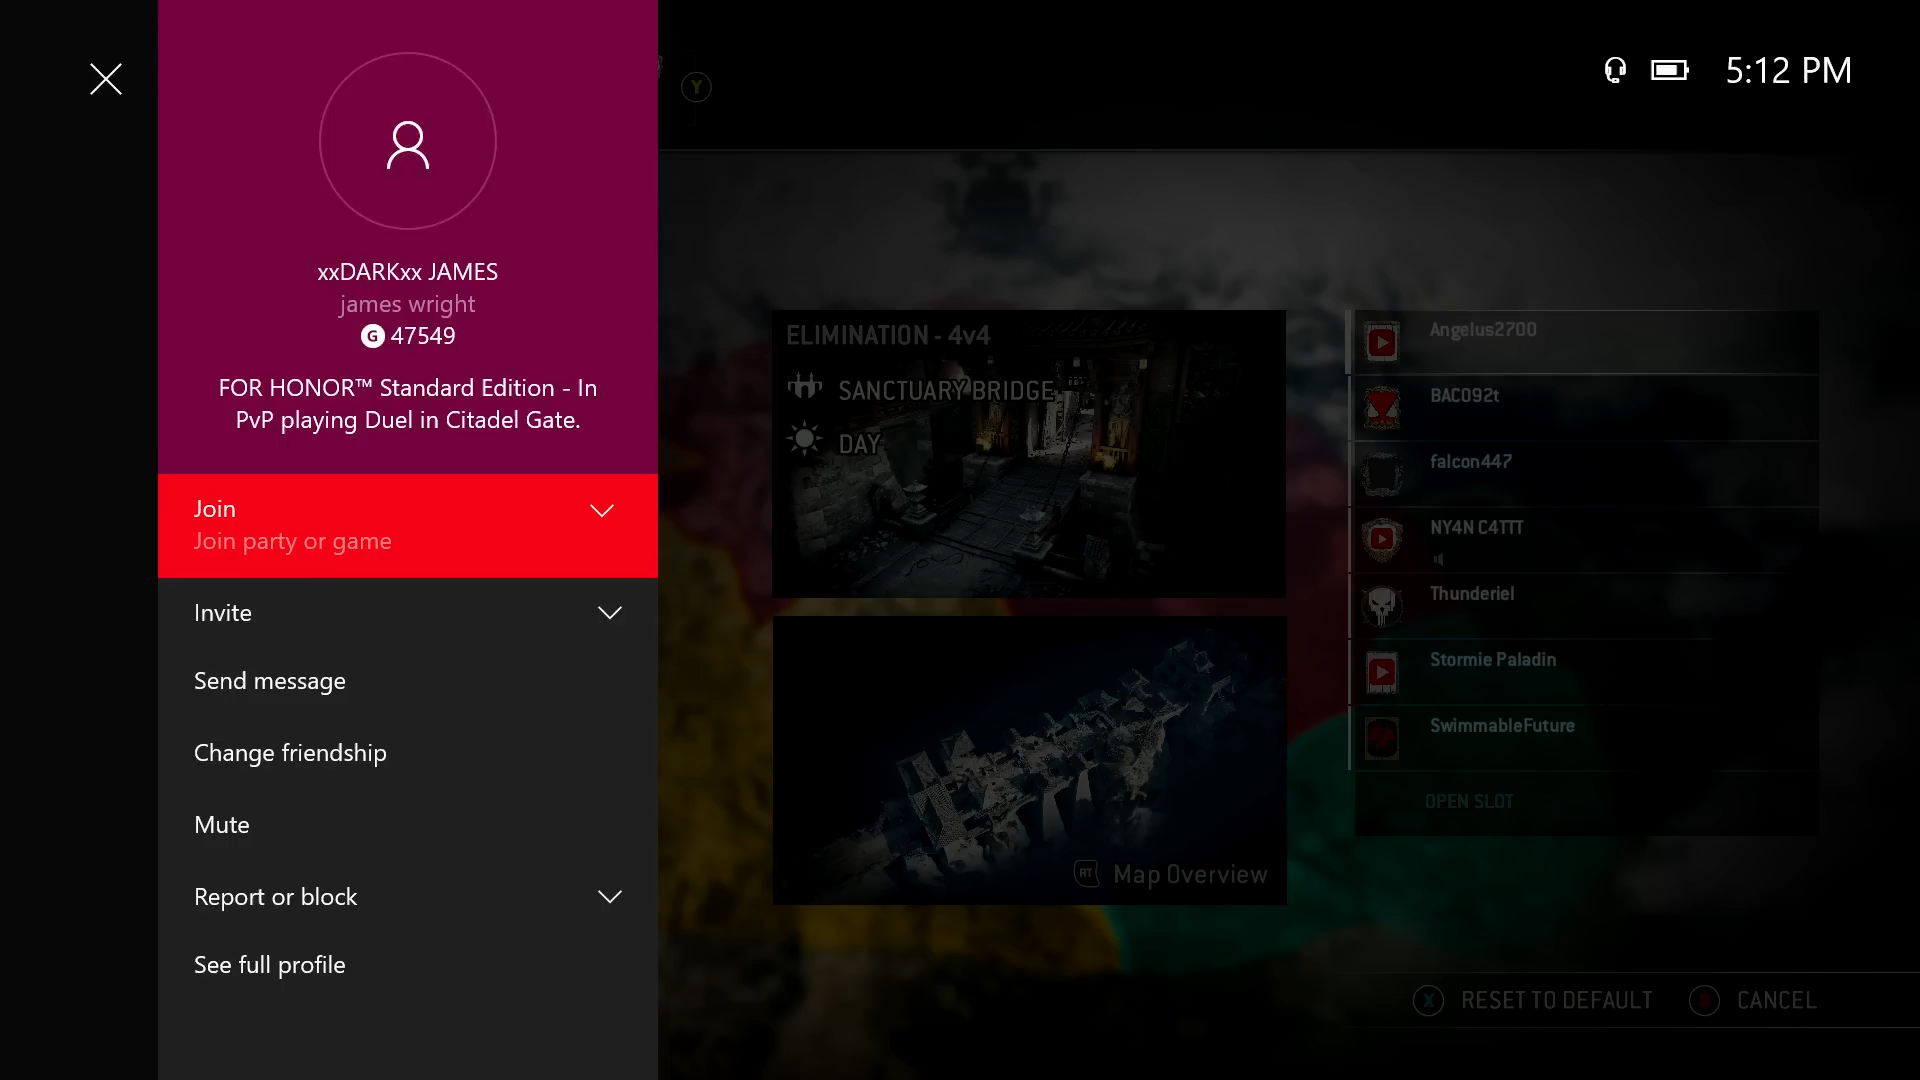 5:12 PM
Y
xxDARKxx JAMES
james wright
G 47549
FOR HONOR™ Standard Edition - In
PvP playing Duel in Citadel Gate.
Join
Join party or game
Invite
Send message
Change friendship
Mute
Report or block
See full profile
ELIMINATION - 4v4
SANCTUARY BRIDGE
DAY
RT Map Overview
Angelus2700
BACO92t
falcon447
NY4N C4TTT
Thunderiel
Stormie Paladin
SwimmableFuture
OPEN SLOT
X RESET TO DEFAULT B CANCEL